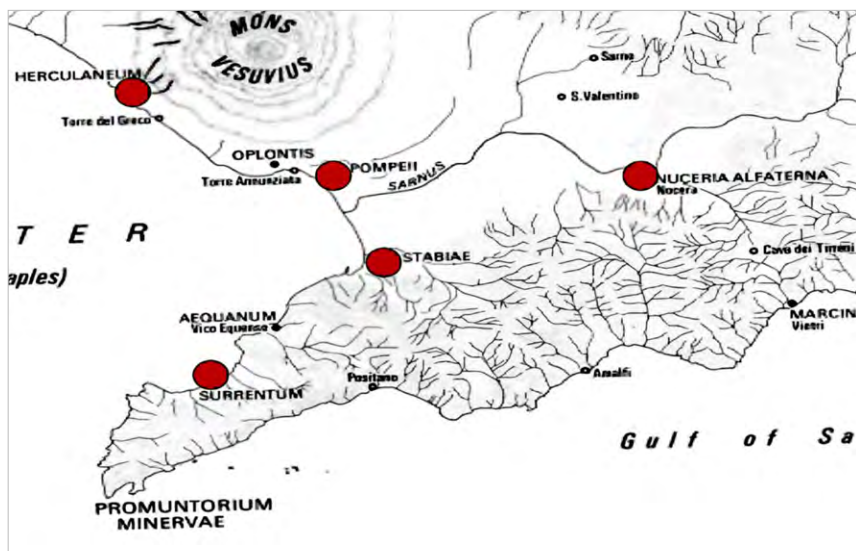 MONS
VESUVIUS
HERCULANEUM
Torre del Greco
Sarno
S.Valentino
OPLONTIS
Torre Annunziata
POMPEII
SARNUS
NUCERIA ALFATERNA
Nocera
TER
aples)
STABIAE
Cava dei Tirreni
AEQUANUM
Vico Equense
MARCIN
Vietri
SURRENTUM
Positano
Amalfi
Gulf of Sa
PROMUNTORIUM
MINERVAE